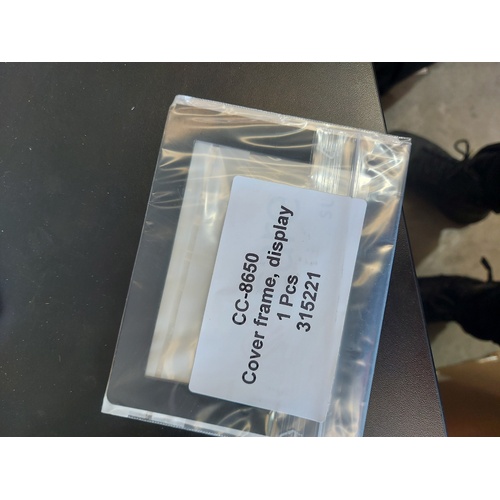 CC-8650
Cover frame, display
1 Pcs
315221